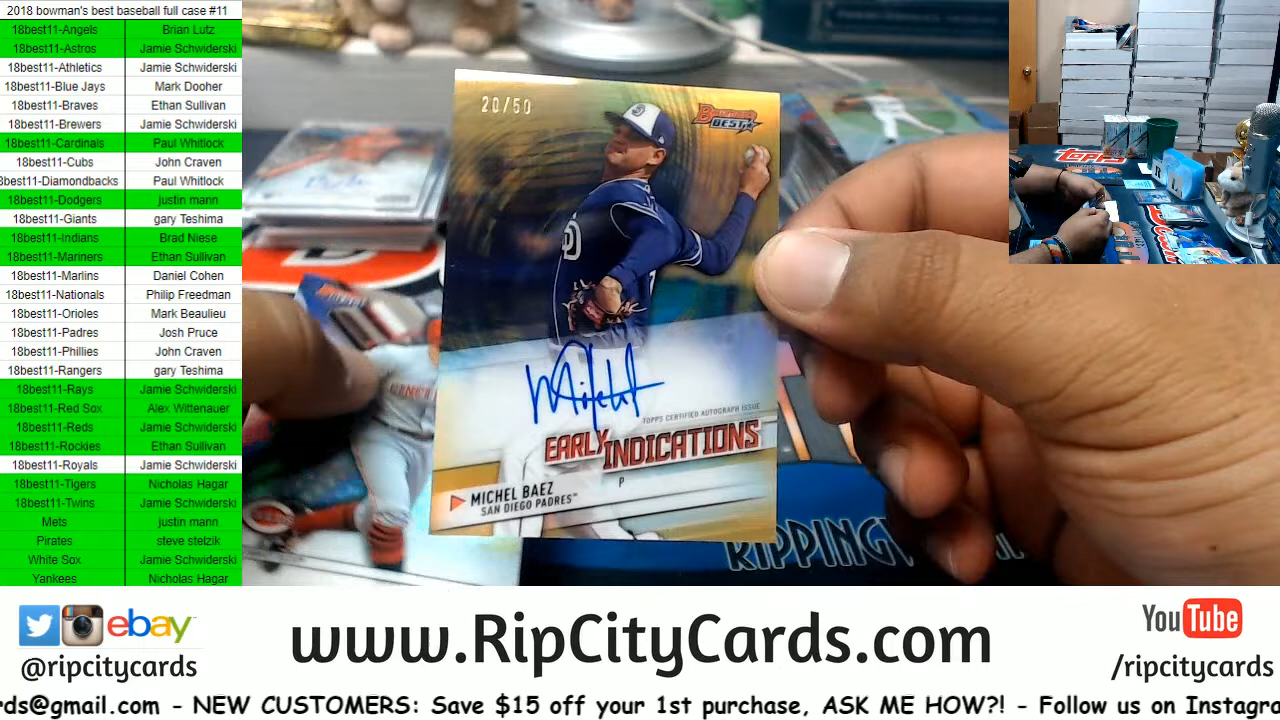 2018 bowman's best baseball full case #11
18best11-Angels Brian Lutz
18best11-Astros Jamie Schwiderski
18best11-Athletics Jamie Schwiderski
18best11-Blue Jays Mark Dooher
18best11-Braves Ethan Sullivan
18best11-Brewers Jamie Schwiderski
18best11-Cardinals Paul Whitlock
18best11-Cubs John Craven
8best11-Diamondbacks Paul Whitlock
18best11-Dodgers justin mann
18best11-Giants gary Teshima
18best11-Indians Brad Niese
18best11-Mariners Ethan Sullivan
18best11-Marlins Daniel Cohen
18best11-Nationals Philip Freedman
18best11-Orioles Mark Beaulieu
18best11-Padres Josh Pruce
18best11-Phillies John Craven
18best11-Rangers gary Teshima
18best11-Rays Jamie Schwiderski
18best11-Red Sox Alex Wittenauer
18best11-Reds Jamie Schwiderski
18best11-Rockies Ethan Sullivan
18best11-Royals Jamie Schwiderski
18best11-Tigers Nicholas Hagar
18best11-Twins Jamie Schwiderski
Mets justin mann
Pirates steve stelzik
White Sox Jamie Schwiderski
Yankees Nicholas Hagar
20/50
BOWMAN'S
BEST
TOPPS CERTIFIED AUTOGRAPH ISSUE
EARLY INDICATIONS
P
MICHEL BAEZ
SAN DIEGO PADRES™
RIPPING
topps
ebay
@ripcitycards
www.RipCityCards.com
YouTube
/ripcitycards
rds@gmail.com - NEW CUSTOMERS: Save $15 off your 1st purchase, ASK ME HOW?! - Follow us on Instagra